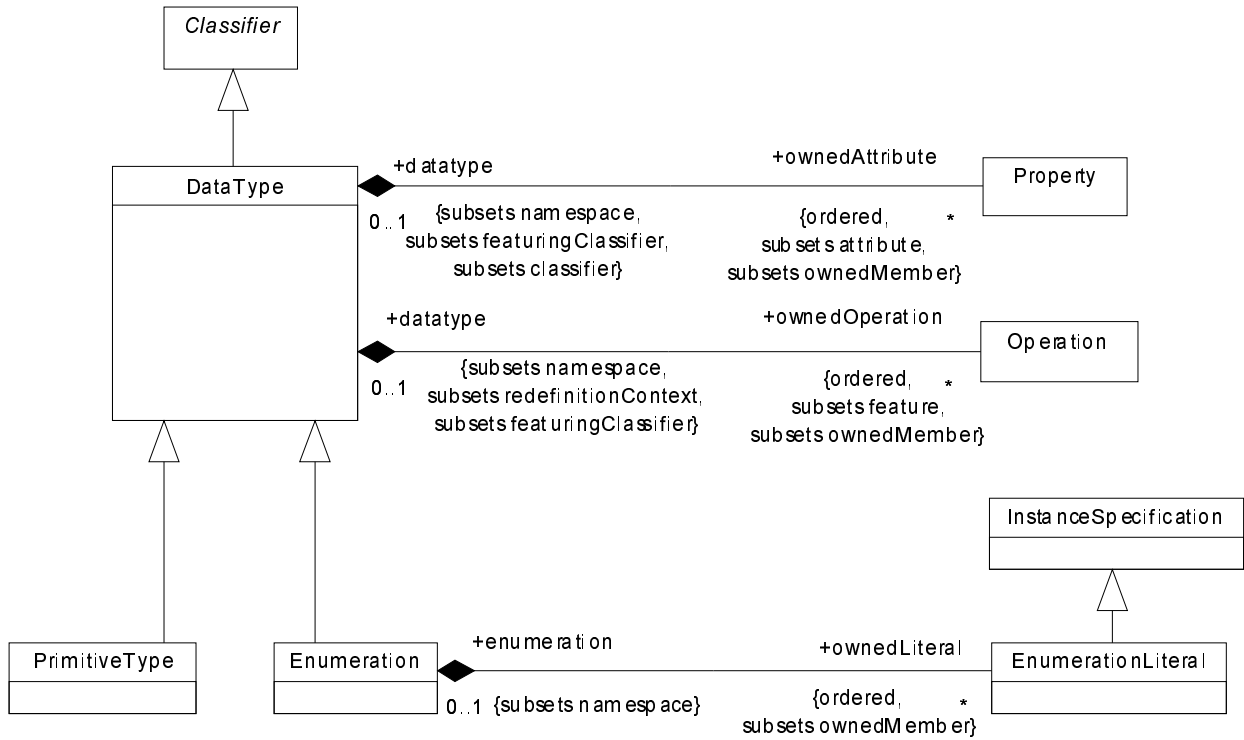 Classifier
DataType
+datatype
+ownedAttribute
Property
0..1
{subsets namespace,
subsets featuringClassifier,
subsets classifier}
{ordered,
*
subsets attribute,
subsets ownedMember}
+datatype
+ownedOperation
Operation
0..1
{subsets namespace,
subsets redefinitionContext,
subsets featuringClassifier}
{ordered,
*
subsets feature,
subsets ownedMember}
InstanceSpecification
PrimitiveType
Enumeration
+enumeration
+ownedLiteral
EnumerationLiteral
0..1
{subsets namespace}
{ordered,
*
subsets ownedMember}